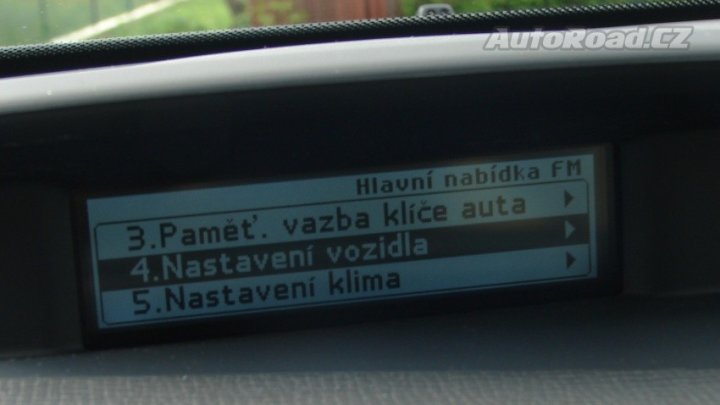 AutoRoad.CZ
Hlavní nabídka FM
3.Paměť. vazba klíče auta
4.Nastavení vozidla
5.Nastavení klima